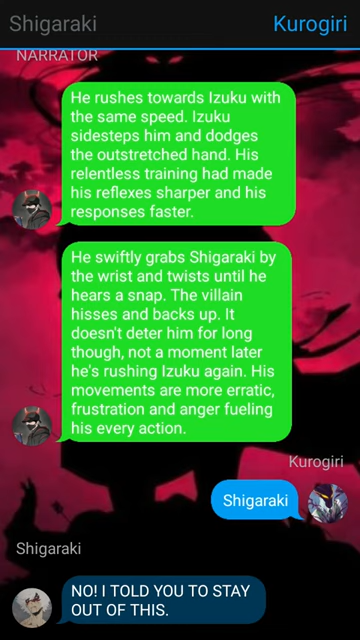 Shigaraki
Kurogiri
NARRATOR
He rushes towards Izuku with
the same speed. Izuku
sidesteps him and dodges
the outstretched hand. His
relentless training had made
his reflexes sharper and his
responses faster.
He swiftly grabs Shigaraki by
the wrist and twists until he
hears a snap. The villain
hisses and backs up. It
doesn't deter him for long
though, not a moment later
he's rushing Izuku again. His
movements are more erratic,
frustration and anger fueling
his every action.
Kurogiri
Shigaraki
Shigaraki
NO! I TOLD YOU TO STAY
OUT OF THIS.